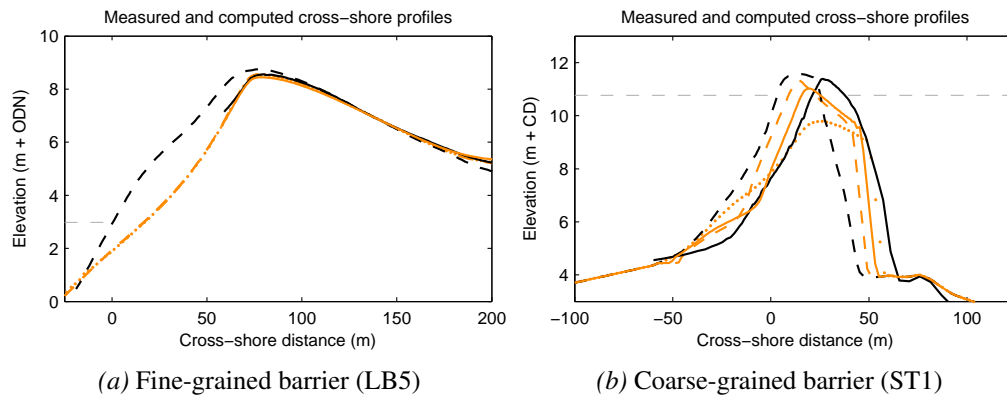 Measured and computed cross−shore profiles
10
8
6
4
2
0
Elevation (m + ODN)
0
50
100
150
200
Cross−shore distance (m)
(a) Fine-grained barrier (LB5)
Measured and computed cross−shore profiles
12
10
8
6
4
Elevation (m + CD)
−100
−50
0
50
100
Cross−shore distance (m)
(b) Coarse-grained barrier (ST1)